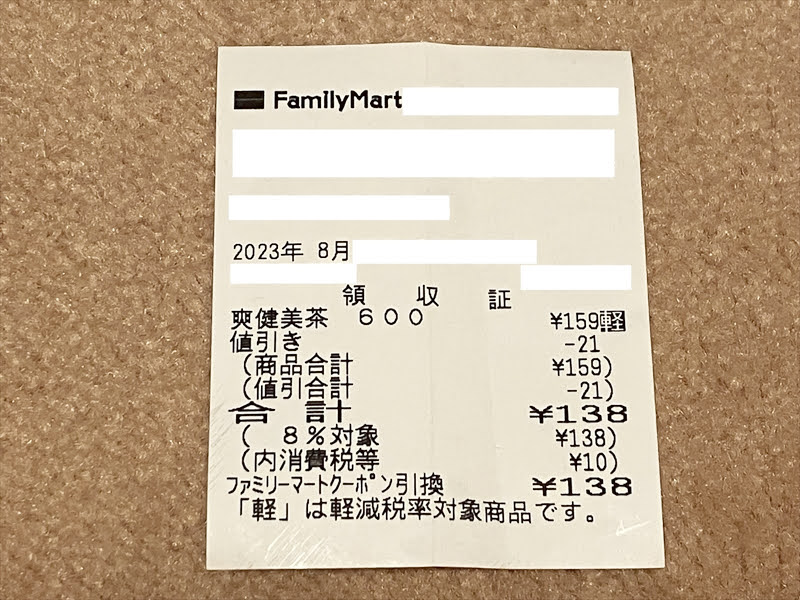 FamilyMart
2023年 8月
領 収 証
爽健美茶 600 ¥159軽
値引き -21
(商品合計 ¥159)
(値引合計 -21)
合 計 ¥138
( 8%対象 ¥138)
(内消費税等 ¥10)
ファミリーマートクーポン引換 ¥138
「軽」は軽減税率対象商品です。